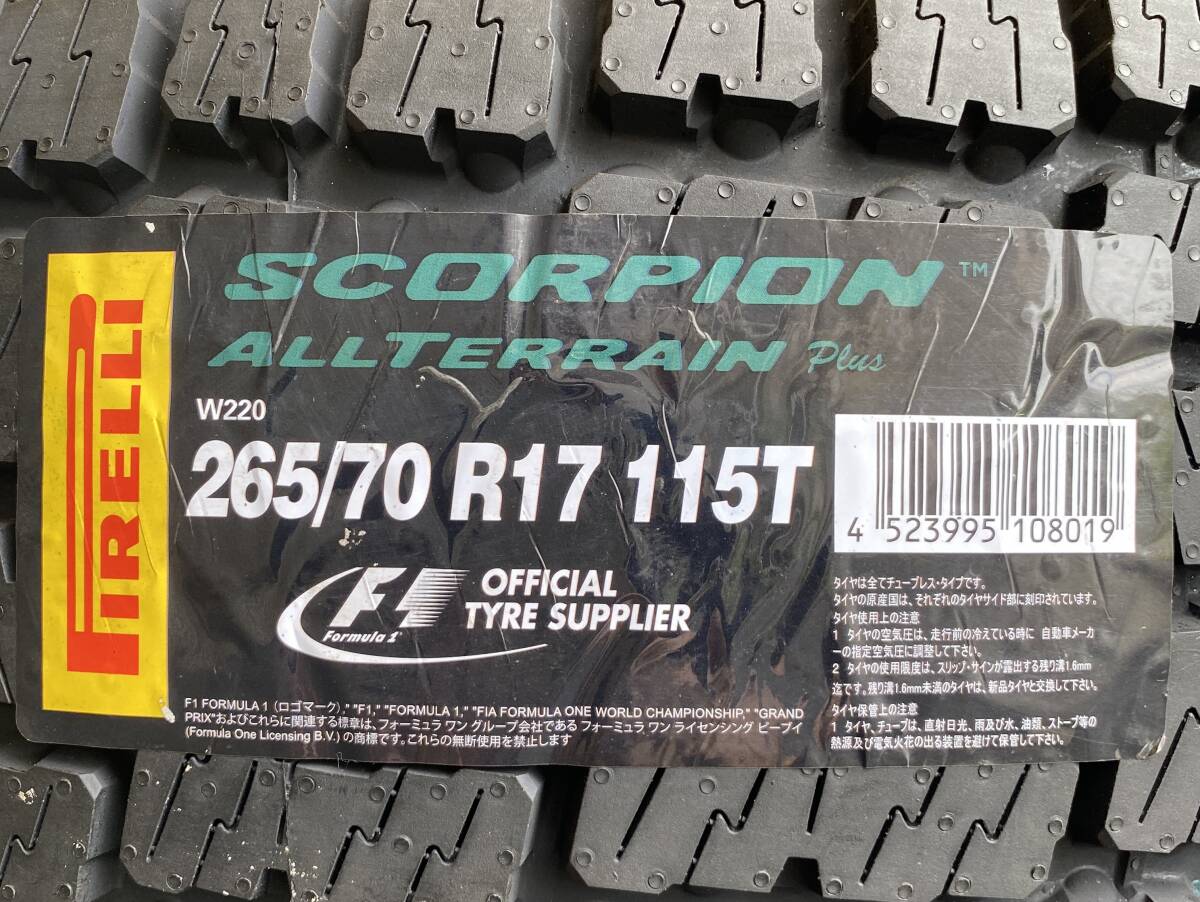 PIRELLI
SCORPION™
ALLTERRAIN Plus
W220
265/70 R17 115T
F1
Formula 1®
OFFICIAL
TYRE SUPPLIER
F1 FORMULA 1 (ロゴマーク)," "F1," "FORMULA 1," "FIA FORMULA ONE WORLD CHAMPIONSHIP," "GRAND
PRIX"およびこれらに関連する標章は、フォーミュラ ワン グループ会社である フォーミュラ ワン ライセンシング ビーブイ
(Formula One Licensing B.V.) の商標です。これらの無断使用を禁止します
4 523995 108019
タイヤは全てチューブレス・タイプです。
タイヤの原産国は、それぞれのタイヤサイド部に刻印されています。
タイヤ使用上の注意
1 タイヤの空気圧は、走行前の冷えている時に 自動車メーカ
ーの指定空気圧に調整して下さい。
2 タイヤの使用限度は、スリップ・サインが露出する残り溝1.6mm
迄です。残り溝1.6mm未満のタイヤは、新品タイヤと交換して下さい。
タイヤ保管上の注意
1 タイヤ、チューブは、直射日光、雨及び水、油類、ストーブ等の
熱源及び電気火花の出る装置を避けて保管して下さい。